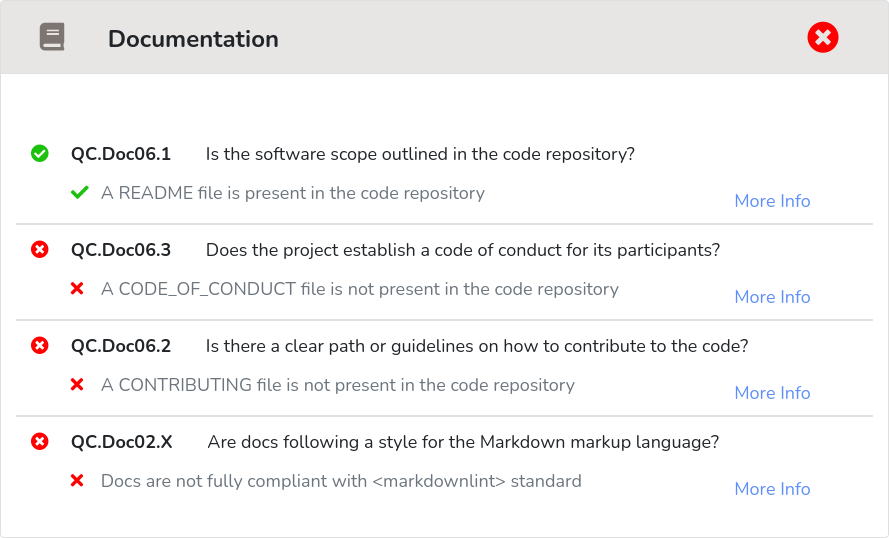 Documentation
QC.Doc06.1 Is the software scope outlined in the code repository?
A README file is present in the code repository
More Info
QC.Doc06.3 Does the project establish a code of conduct for its participants?
A CODE_OF_CONDUCT file is not present in the code repository
More Info
QC.Doc06.2 Is there a clear path or guidelines on how to contribute to the code?
A CONTRIBUTING file is not present in the code repository
More Info
QC.Doc02.X Are docs following a style for the Markdown markup language?
Docs are not fully compliant with <markdownlint> standard
More Info